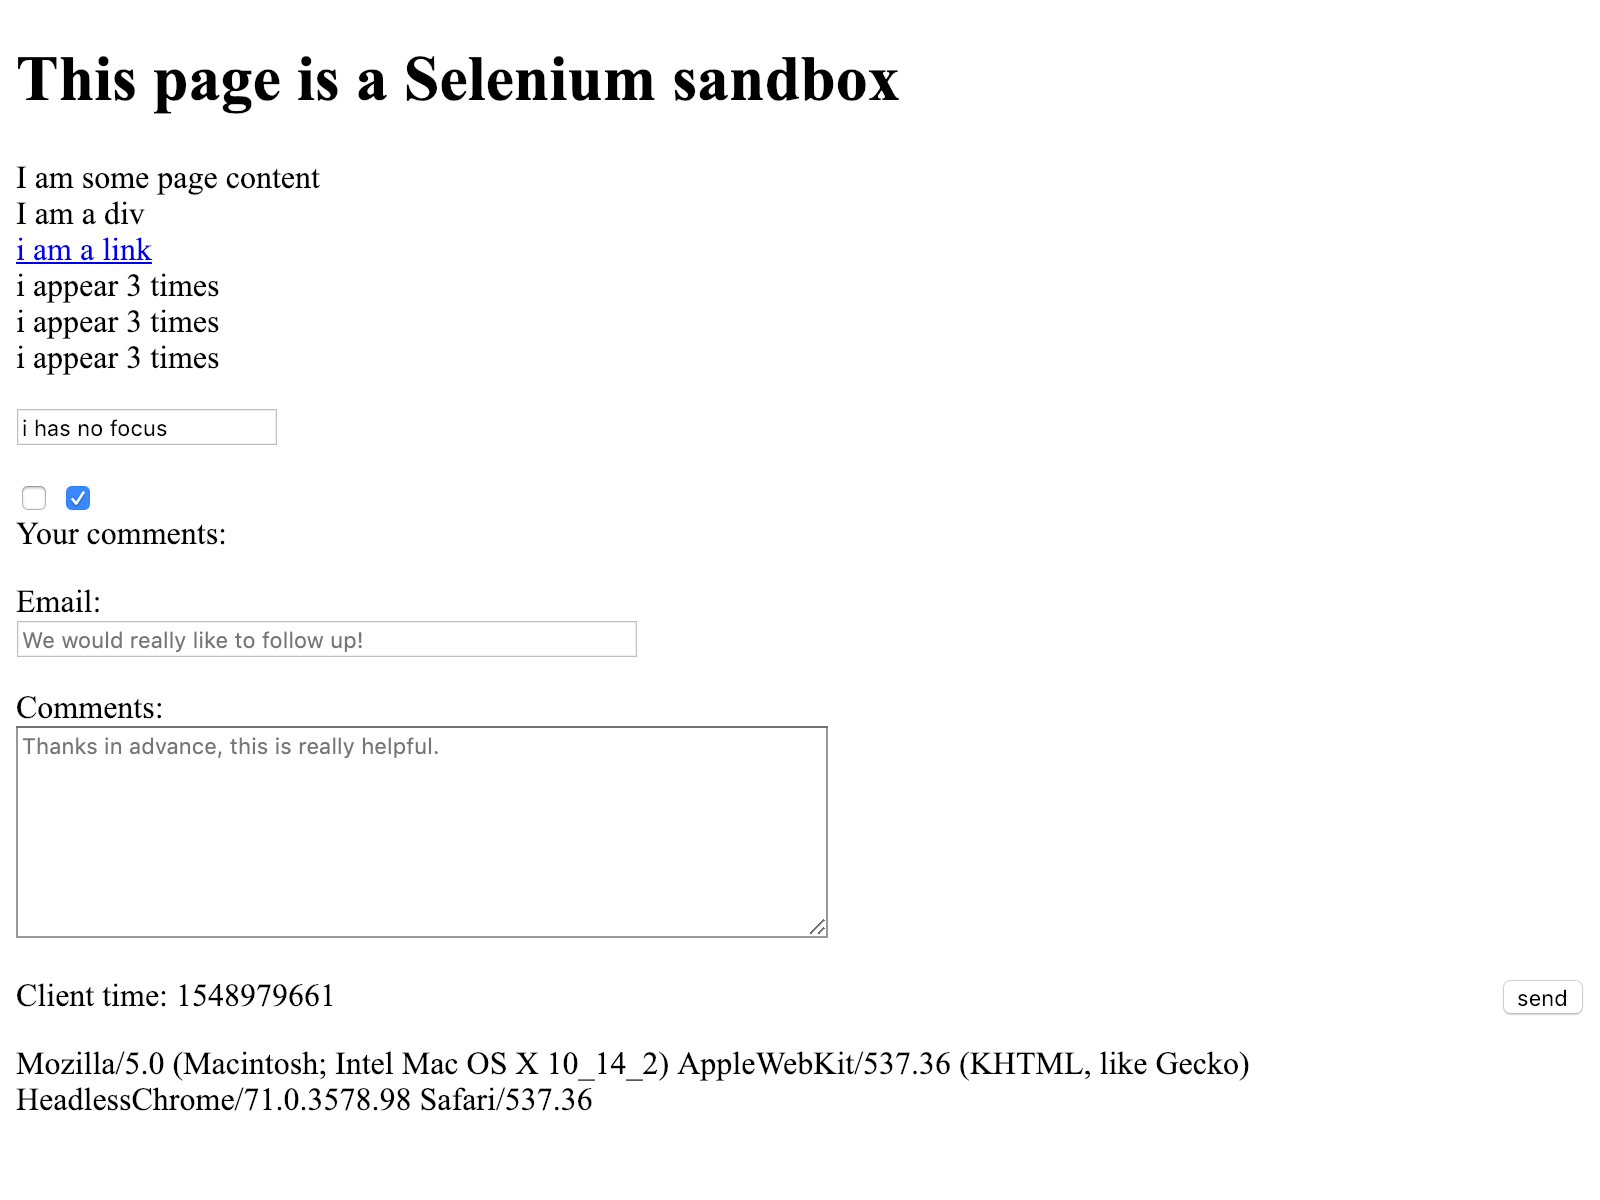 This page is a Selenium sandbox
I am some page content
I am a div
i am a link
i appear 3 times
i appear 3 times
i appear 3 times
i has no focus
Your comments:
Email:
We would really like to follow up!
Comments:
Thanks in advance, this is really helpful.
Client time: 1548979661
send
Mozilla/5.0 (Macintosh; Intel Mac OS X 10_14_2) AppleWebKit/537.36 (KHTML, like Gecko)
HeadlessChrome/71.0.3578.98 Safari/537.36